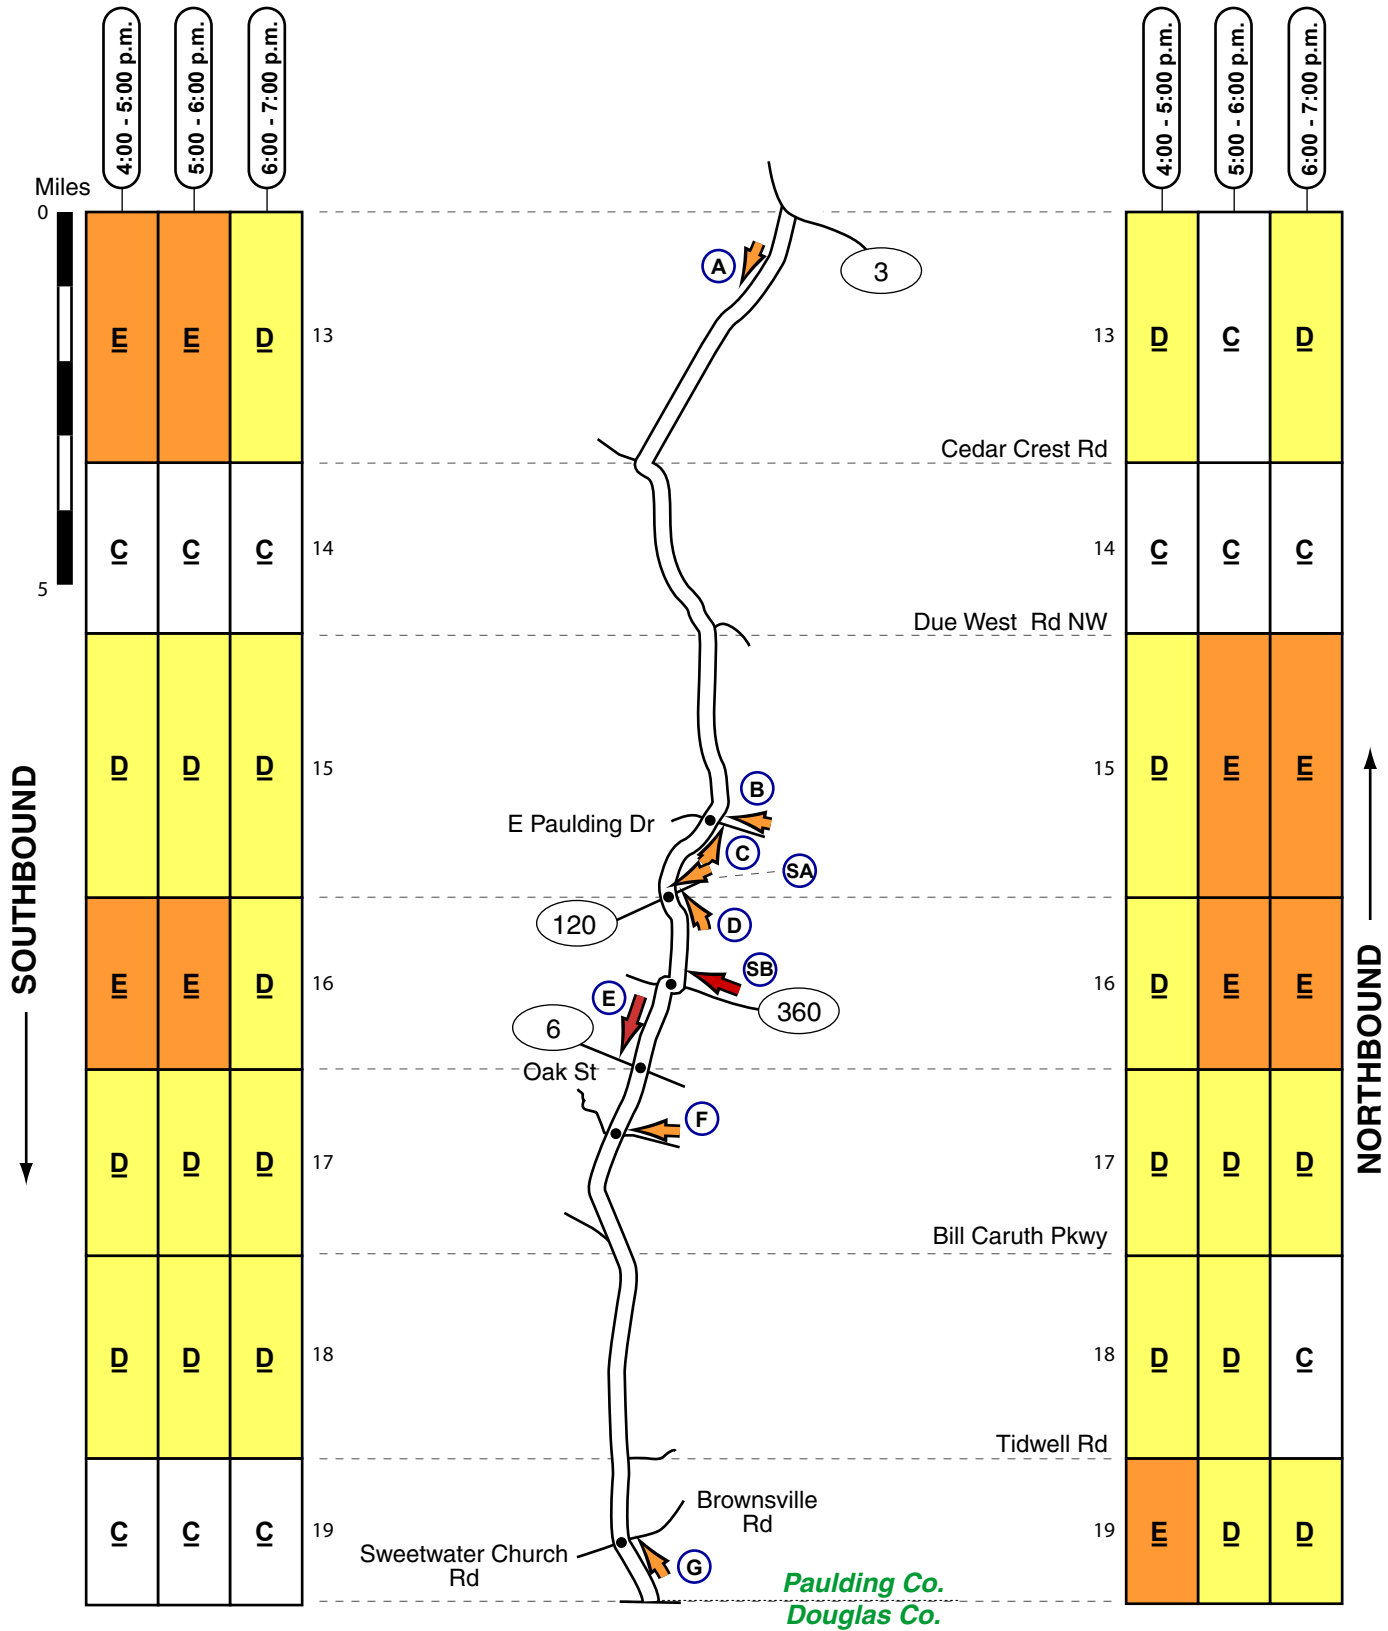 4:00 - 5:00 p.m.
5:00 - 6:00 p.m.
6:00 - 7:00 p.m.
4:00 - 5:00 p.m.
5:00 - 6:00 p.m.
6:00 - 7:00 p.m.
Miles
0
5
A
3
E E D 13
13 D C D
Cedar Crest Rd
C C C 14
14 C C C
Due West Rd NW
D D D 15
15 D E E
B
E Paulding Dr
C
SA
120
D
SB
E E D 16
16 D E E
E
360
6
Oak St
F
D D D 17
17 D D D
Bill Caruth Pkwy
D D D 18
18 D D C
Tidwell Rd
Brownsville
Rd
C C C 19
19 E D D
Sweetwater Church
Rd
G
Paulding Co.
Douglas Co.
SOUTHBOUND
NORTHBOUND